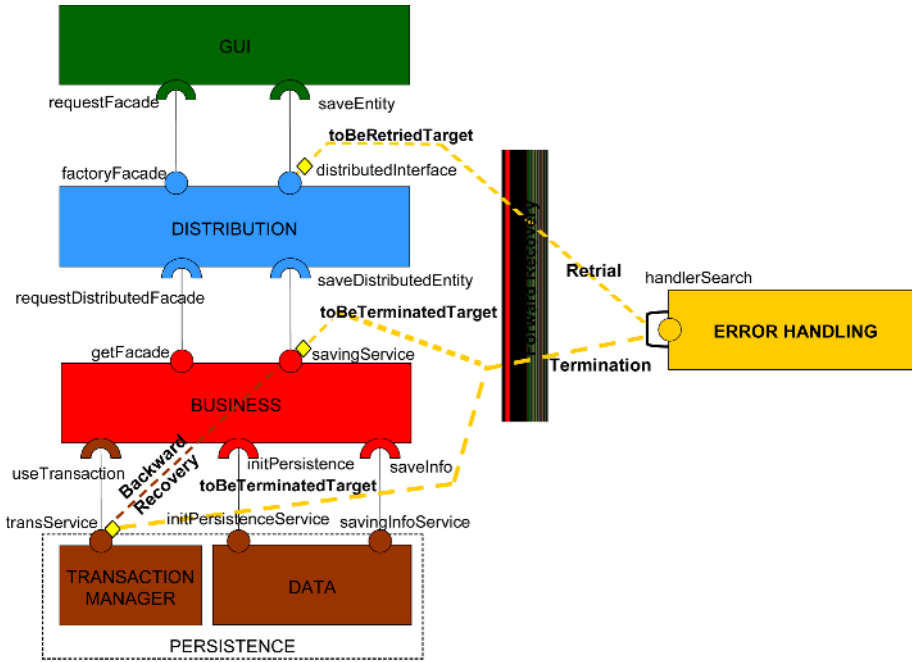 GUI
requestFacade
saveEntity
toBeRetriedTarget
factoryFacade
distributedInterface
DISTRIBUTION
Forward Recovery
requestDistributedFacade
saveDistributedEntity
Retrial
handlerSearch
toBeTerminatedTarget
ERROR HANDLING
getFacade
savingService
Termination
BUSINESS
Backward
Recovery
useTransaction
initPersistence
saveInfo
toBeTerminatedTarget
transService
initPersistenceService
savingInfoService
TRANSACTION
MANAGER
DATA
PERSISTENCE